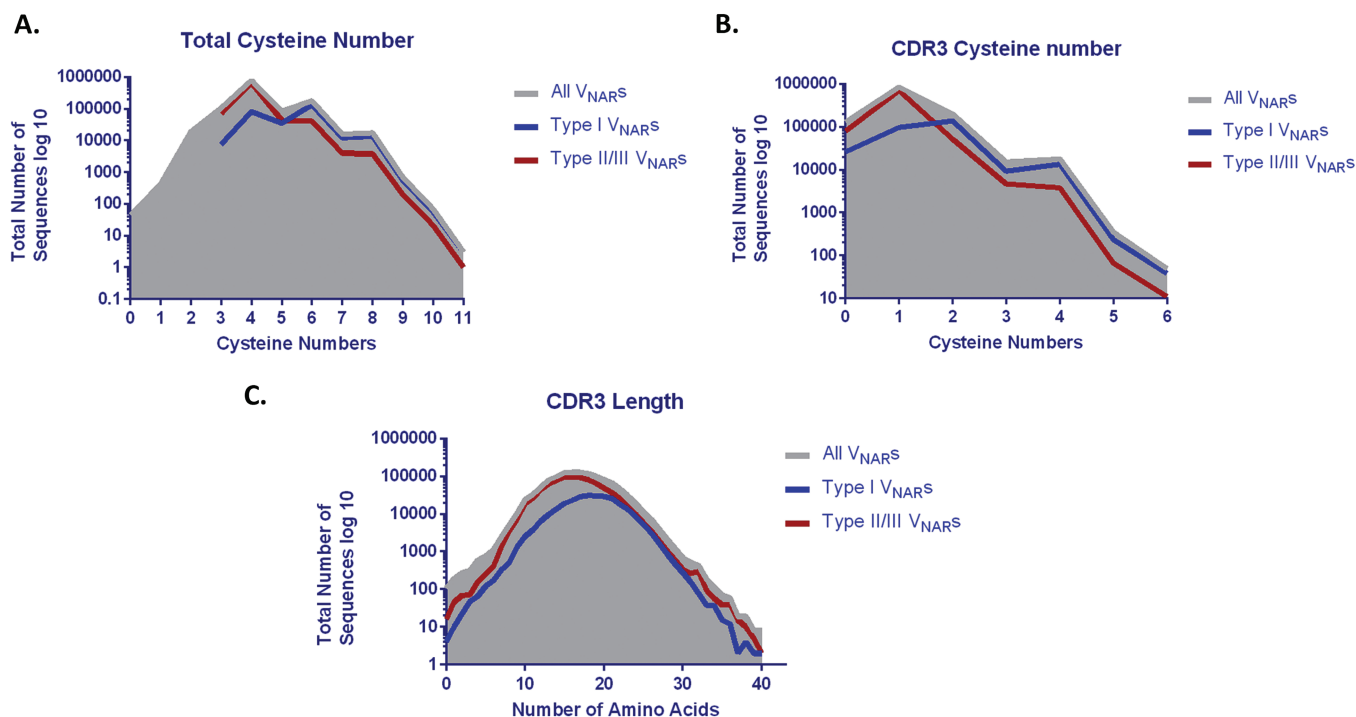 A.
Total Cysteine Number
Total Number of
Sequences log 10
1000000
100000
10000
1000
100
10
1
0.1
0 1 2 3 4 5 6 7 8 9 10 11
Cysteine Numbers
All VNARs
Type I VNARs
Type II/III VNARs
B.
CDR3 Cysteine number
Total Number of
Sequences log 10
1000000
100000
10000
1000
100
10
0 1 2 3 4 5 6
Cysteine Numbers
All VNARs
Type I VNARs
Type II/III VNARs
C.
CDR3 Length
Total Number of
Sequences log 10
1000000
100000
10000
1000
100
10
1
0 10 20 30 40
Number of Amino Acids
All VNARs
Type I VNARs
Type II/III VNARs